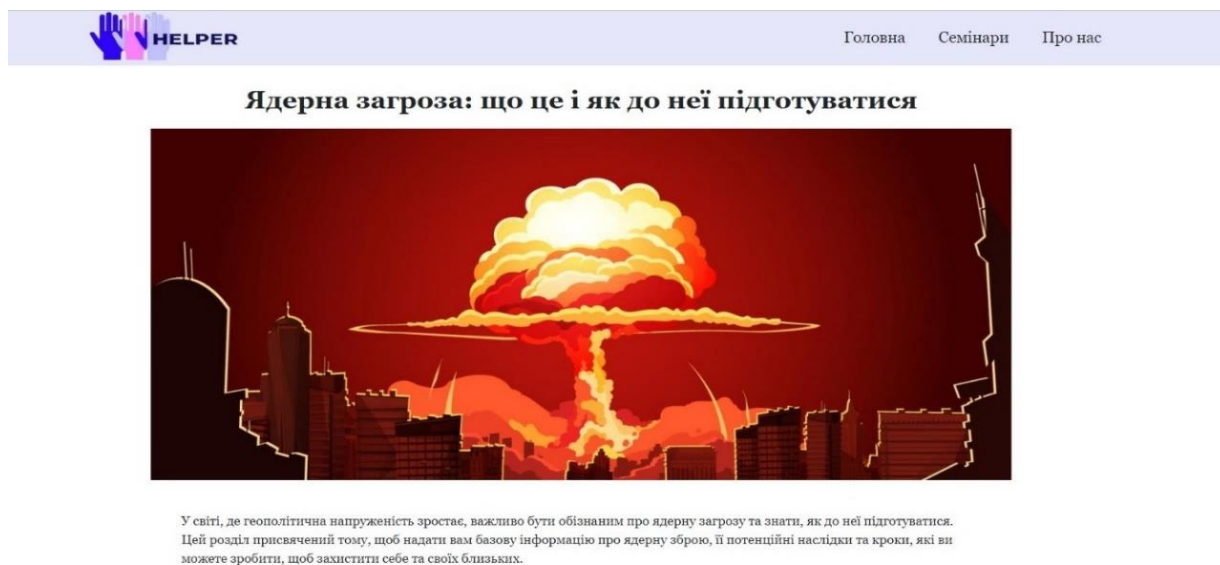 HELPER
Головна Семінари Про нас
Ядерна загроза: що це і як до неї підготуватися
У світі, де геополітична напруженість зростає, важливо бути обізнаним про ядерну загрозу та знати, як до неї підготуватися.
Цей розділ присвячений тому, щоб надати вам базову інформацію про ядерну зброю, її потенційні наслідки та кроки, які ви
можете зробити, щоб захистити себе та своїх близьких.